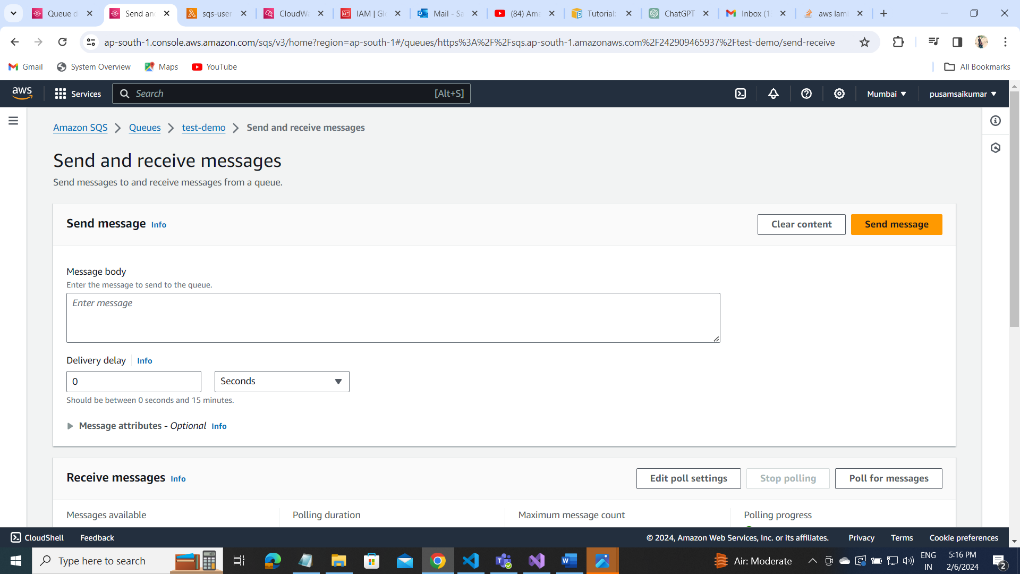 Queue o
Send an
sqs-user
CloudW
IAM | Gl
Mail - S
(84) Am
Tutorial:
ChatGPT
Inbox (1
aws lam
ap-south-1.console.aws.amazon.com/sqs/v3/home?region=ap-south-1#/queues/https%3A%2F%2Fsqs.ap-south-1.amazonaws.com%2F242909465937%2Ftest-demo/send-receive
Gmail System Overview Maps YouTube All Bookmarks
aws Services Search [Alt+S] Mumbai pusamsaikumar
Amazon SQS Queues test-demo Send and receive messages
Send and receive messages
Send messages to and receive messages from a queue.
Send message Info Clear content Send message
Message body
Enter the message to send to the queue.
Enter message
Delivery delay Info
0 Seconds
Should be between 0 seconds and 15 minutes.
Message attributes - Optional Info
Receive messages Info Edit poll settings Stop polling Poll for messages
Messages available Polling duration Maximum message count Polling progress
CloudShell Feedback © 2024, Amazon Web Services, Inc. or its affiliates. Privacy Terms Cookie preferences
Type here to search Air: Moderate ENG IN 5:16 PM 2/6/2024 2